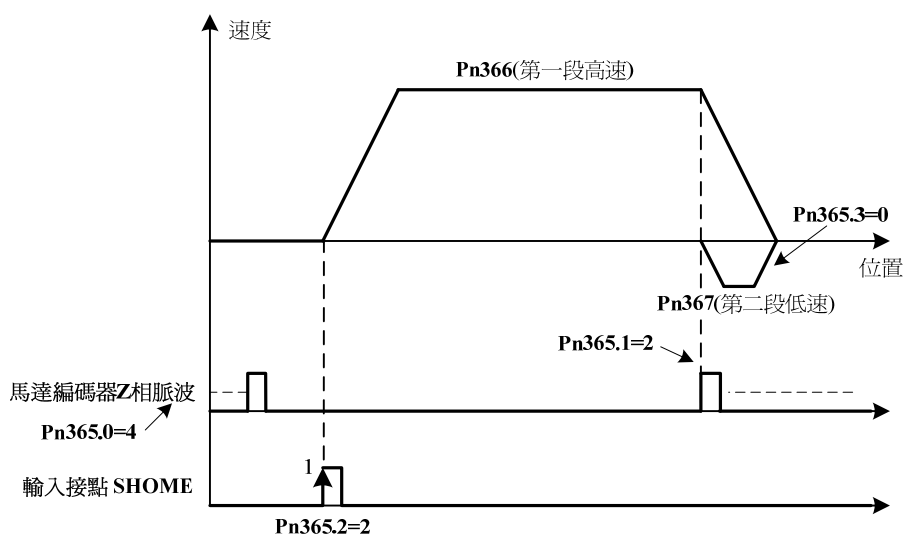 速度
Pn366(第一段高速)
Pn365.3=0
位置
Pn367(第二段低速)
Pn365.1=2
馬達編碼器Z相脈波
Pn365.0=4
1
輸入接點 SHOME
Pn365.2=2